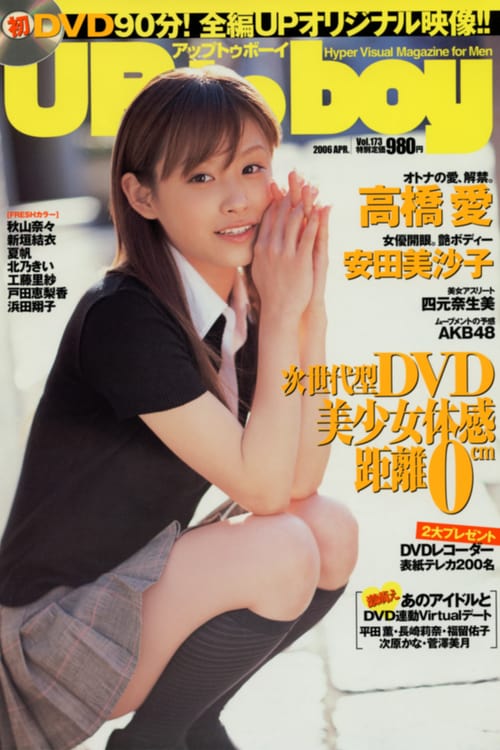 初DVD90分!全編UPオリジナル映像!!
アップトゥボーイ
Hyper Visual Magazine for Men
UP to boy
2006 APR.
Vol.173
特別定価980円
オトナの愛、解禁。
高橋 愛
女優開眼。艶ボディー
安田美沙子
美女アスリート
四元奈生美
ムーブメントの予感
AKB48
[FRESHカラー]
秋山奈々
新垣結衣
夏帆
北乃きい
工藤里紗
戸田恵梨香
浜田翔子
次世代型DVD
美少女体感
距離0cm
2大プレゼント
DVDレコーダー
表紙テレカ200名
あのアイドルと
DVD連動Virtualデート
平田 薫・長崎莉奈・福留佑子
次原かな・菅澤美月